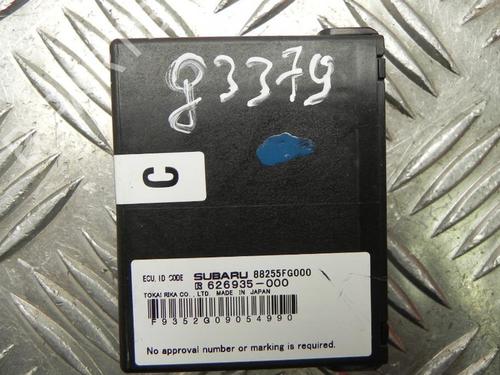 g3379
C
ECU, ID CODE SUBARU 88255FG000
626935-000
TOKAI RIKA CO., LTD. MADE IN JAPAN
F9352G09054990
No approval number or marking is required.